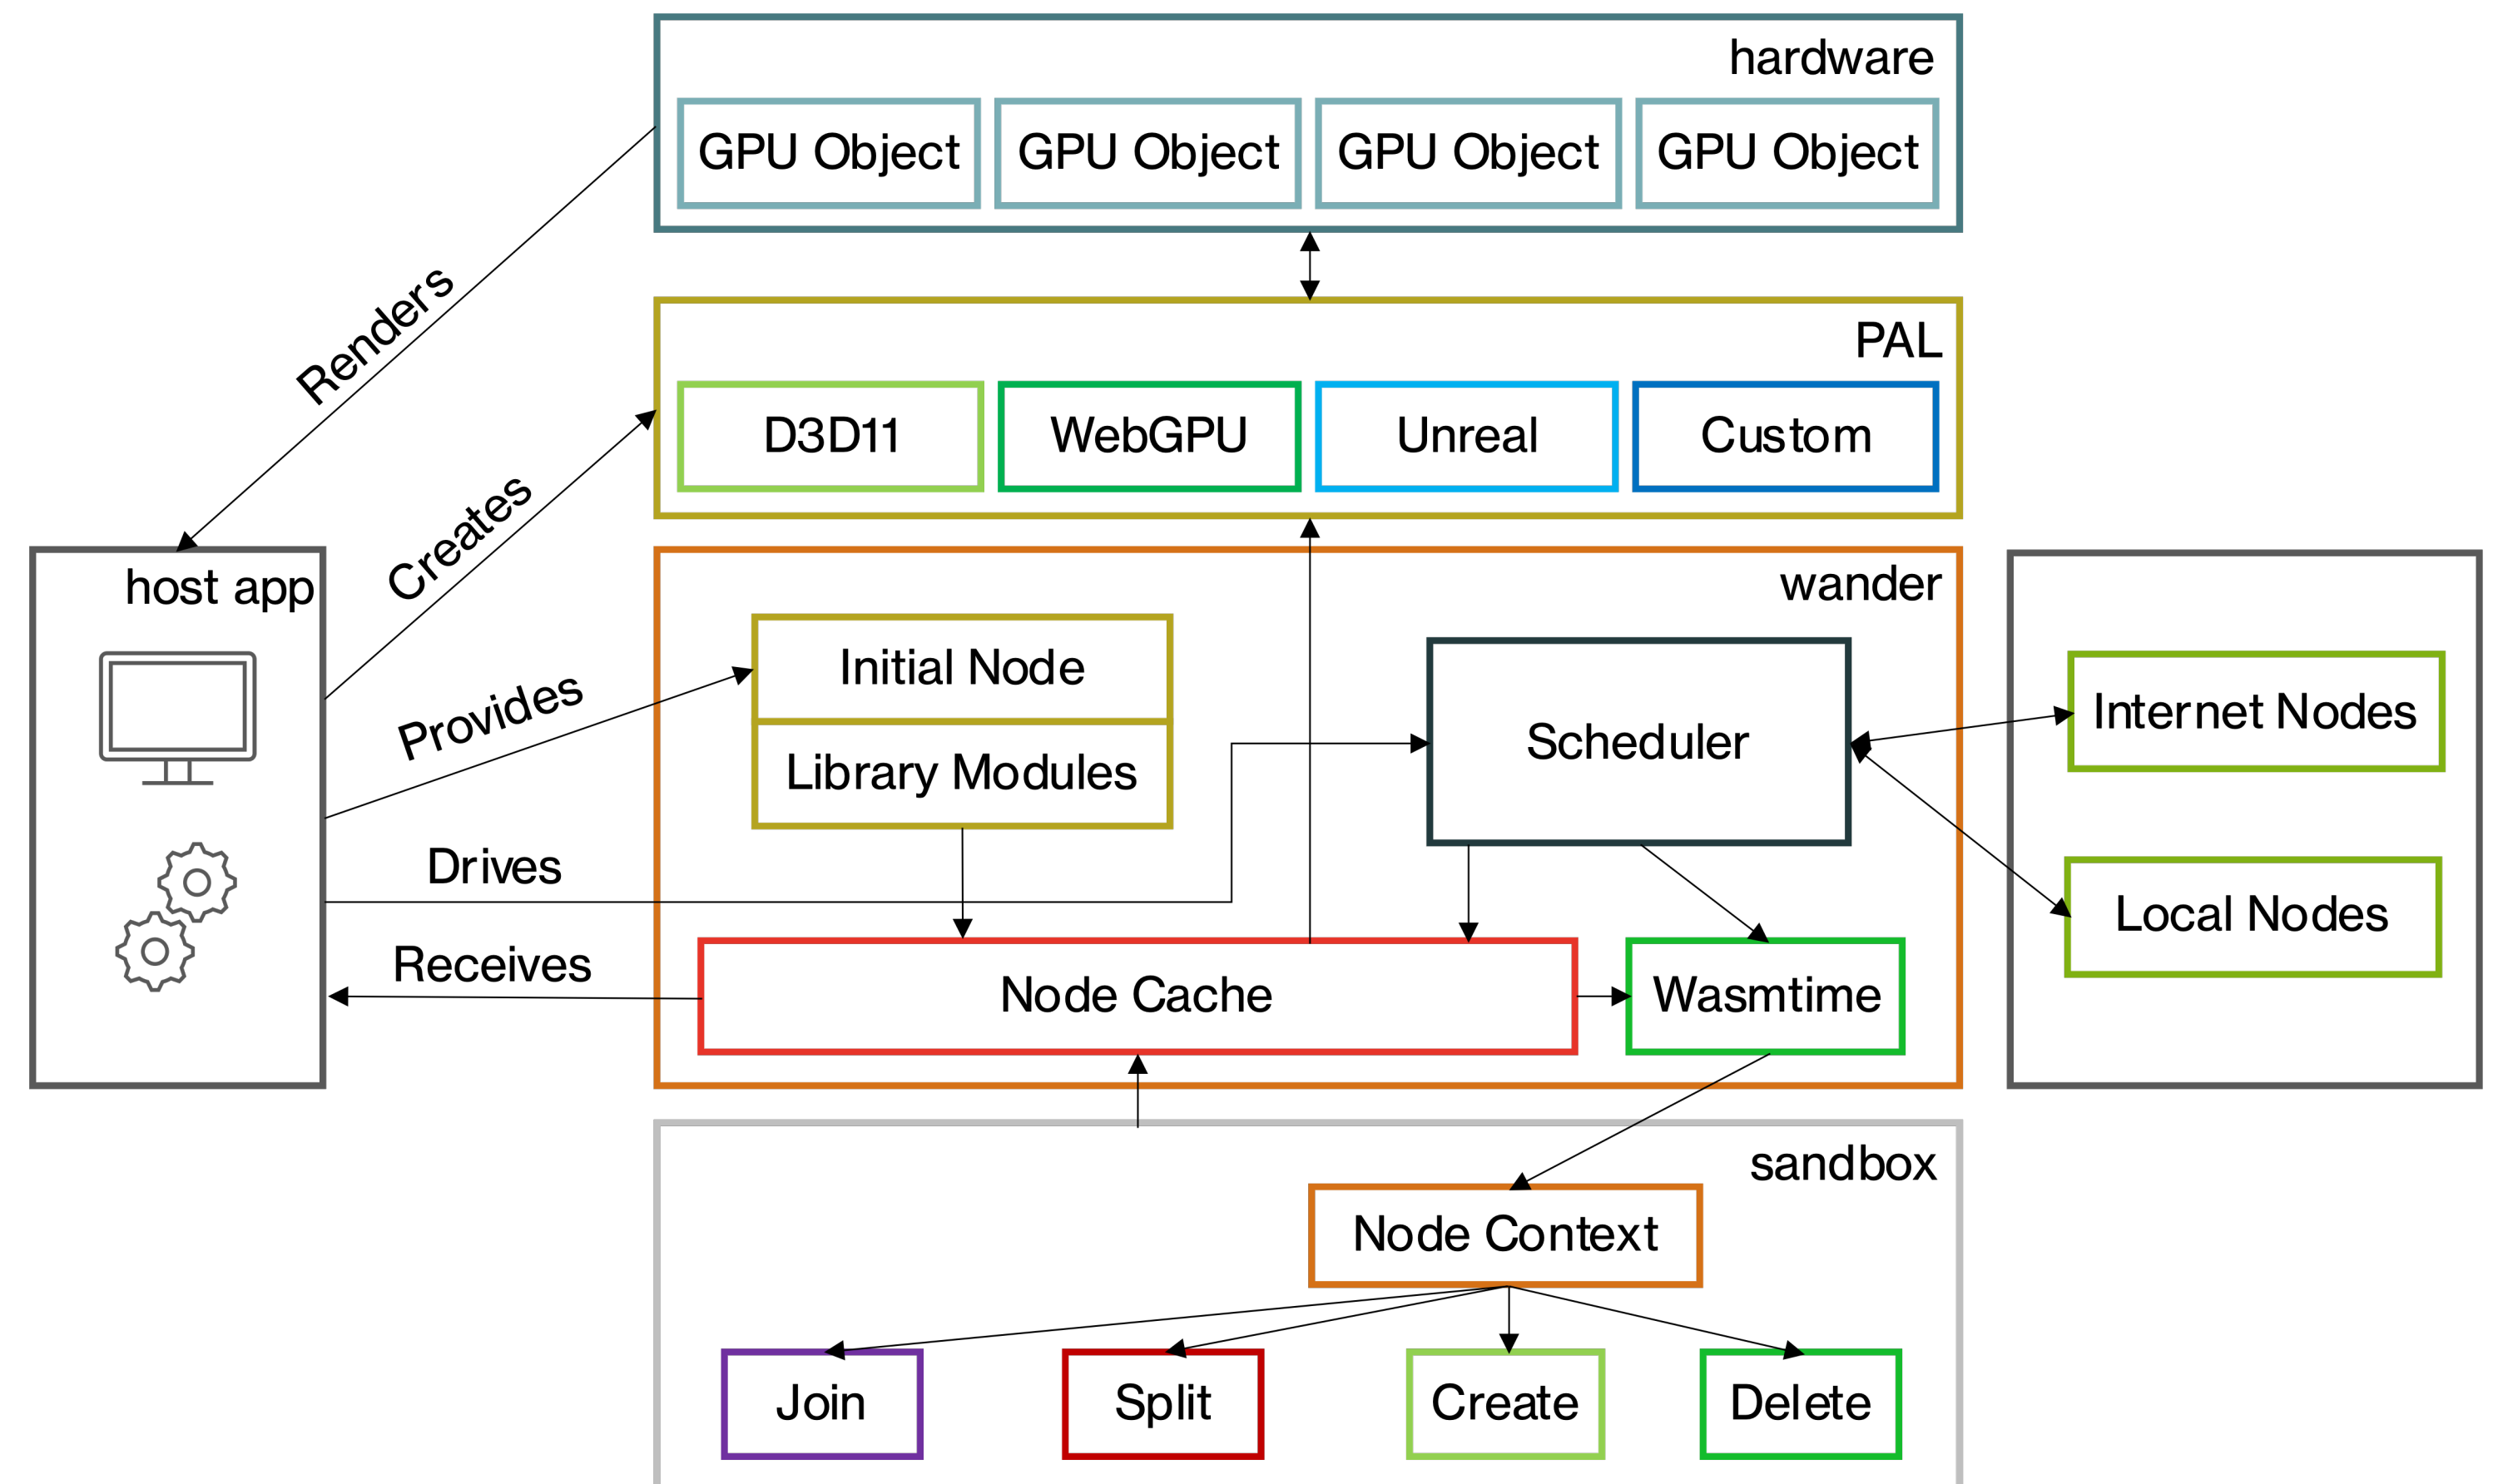 hardware
GPU Object
GPU Object
GPU Object
GPU Object
Renders
PAL
D3D11
WebGPU
Unreal
Custom
Creates
host app
wander
Provides
Initial Node
Library Modules
Scheduler
Internet Nodes
Local Nodes
Drives
Receives
Node Cache
Wasmtime
sandbox
Node Context
Join
Split
Create
Delete